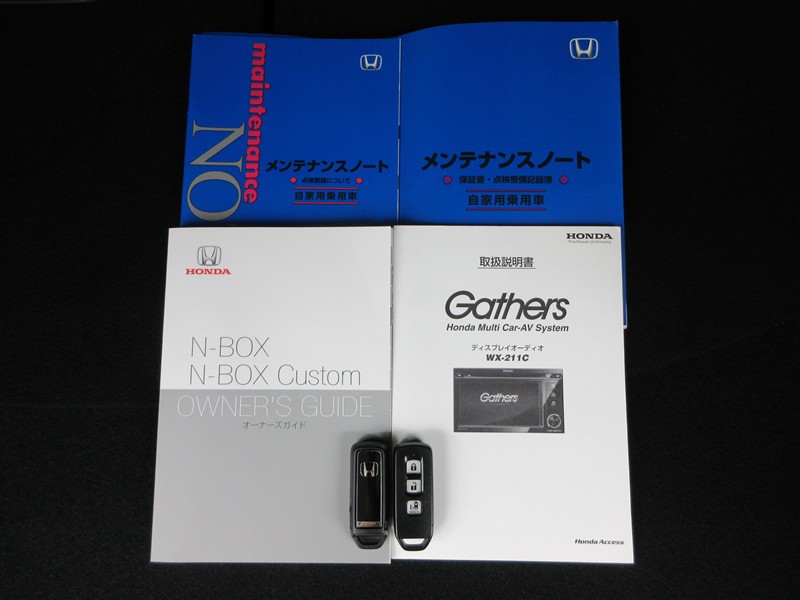 maintenance
NO
メンテナンスノート
点検整備について
自家用乗用車
メンテナンスノート
保証書・点検整備記録簿
自家用乗用車
HONDA
N-BOX
N-BOX Custom
OWNER'S GUIDE
オーナーズガイド
HONDA
The Power of Dreams
取扱説明書
Gathers
Honda Multi Car-AV System
ディスプレイオーディオ
WX-211C
Gathers
Honda Access